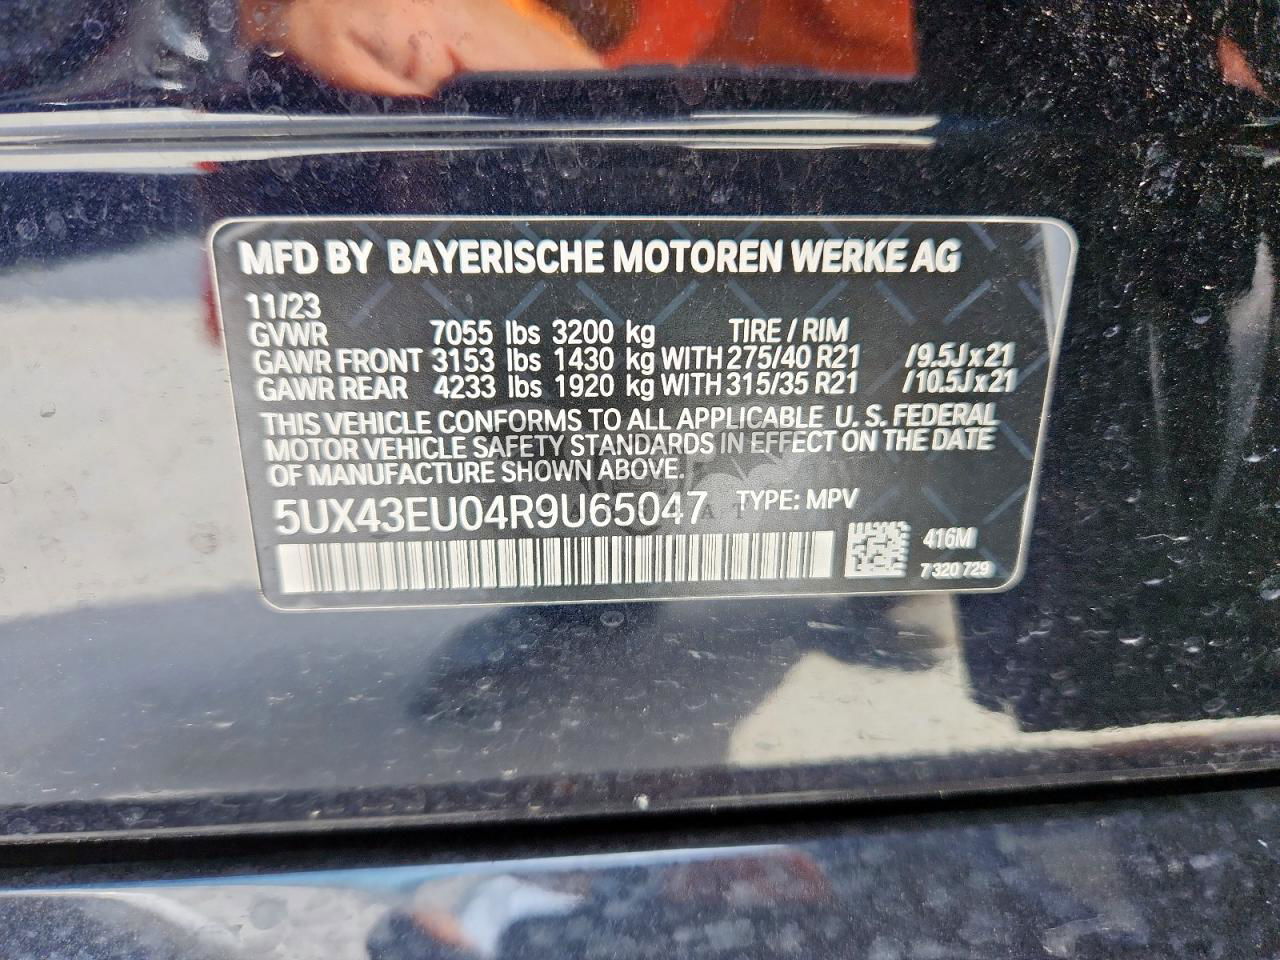 MFD BY BAYERISCHE MOTOREN WERKE AG
11/23
GVWR 7055 lbs 3200 kg TIRE / RIM
GAWR FRONT 3153 lbs 1430 kg WITH 275/40 R21 /9.5J x 21
GAWR REAR 4233 lbs 1920 kg WITH 315/35 R21 /10.5J x 21
THIS VEHICLE CONFORMS TO ALL APPLICABLE U. S. FEDERAL
MOTOR VEHICLE SAFETY STANDARDS IN EFFECT ON THE DATE
OF MANUFACTURE SHOWN ABOVE.
5UX43EU04R9U65047 TYPE: MPV
416M
7 320 729